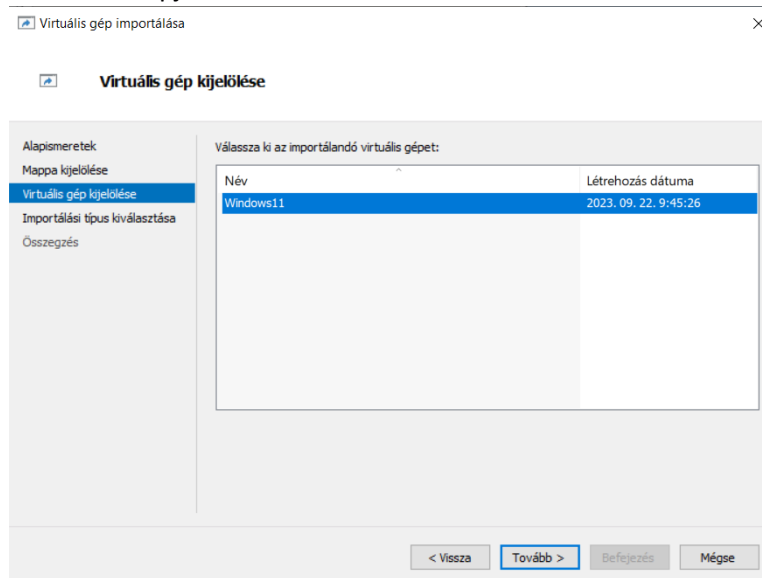 Virtuális gép importálása
Virtuális gép kijelölése
Alapismeretek
Mappa kijelölése
Virtuális gép kijelölése
Importálási típus kiválasztása
Összegzés
Válassza ki az importálandó virtuális gépet:
Név Létrehozás dátuma
Windows11 2023. 09. 22. 9:45:26
< Vissza Tovább > Befejezés Mégse